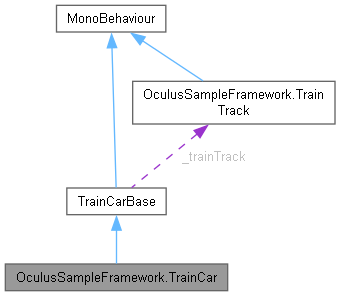 MonoBehaviour
OculusSampleFramework.Train
Track
_trainTrack
TrainCarBase
OculusSampleFramework.TrainCar